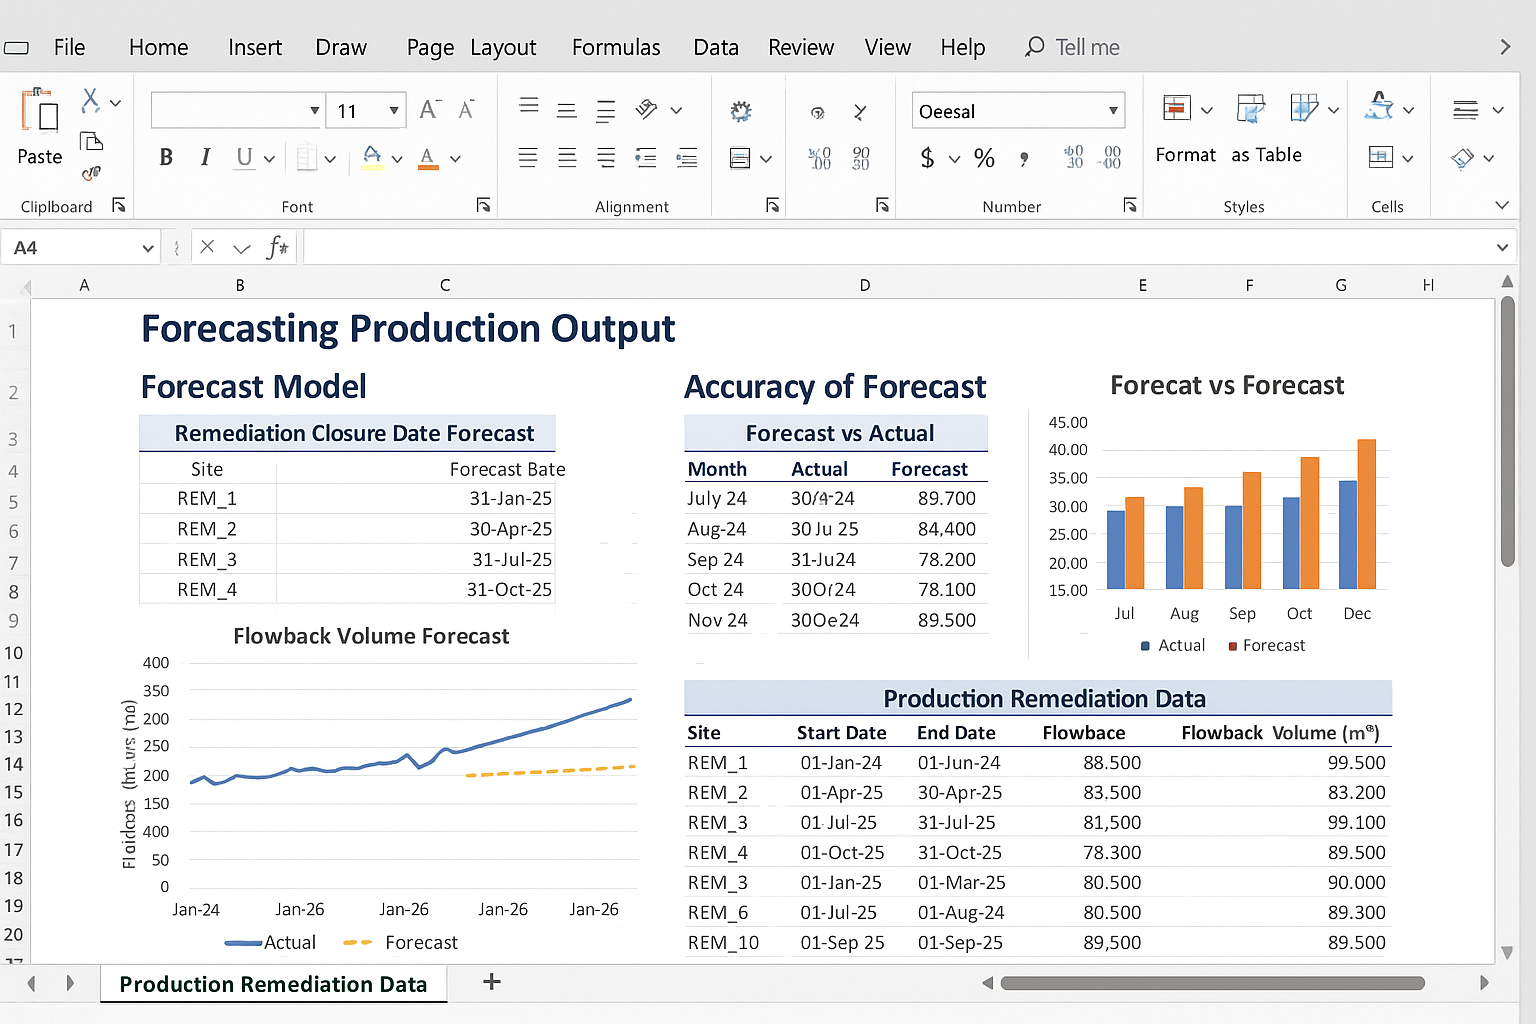 File Home Insert Draw Page Layout Formulas Data Review View Help Tell me
11
Oeesal
Paste
B I U
$ % ,
Format as Table
Cliplboard Font Alignment Number Styles Cells
A4
A B C D E F G H
1 Forecasting Production Output
2 Forecast Model
3 Remediation Closure Date Forecast
4 Site Forecast Bate
5 REM_1 31-Jan-25
6 REM_2 30-Apr-25
7 REM_3 31-Jul-25
8 REM_4 31-Oct-25
9
Flowback Volume Forecast
10
11
12
13
14
15
16
17
18
19
20
400
350
200
250
200
150
400
50
0
Jan-24 Jan-26 Jan-26 Jan-26 Jan-26
Actual Forecast
Accuracy of Forecast
Forecast vs Actual
Month Actual Forecast
July 24 89.700
Aug-24 30 Ju 25 84,400
Sep 24 31-Ju24 78.200
Oct 24 78.100
Nov 24 30Oe24 89.500
Forecat vs Forecast
45.00
40.00
35.00
30.00
25.00
20.00
15.00
Jul Aug Sep Oct Dec
Actual Forecast
Production Remediation Data
Site Start Date End Date Flowbace Flowback Volume
REM_1 01-Jan-24 01-Jun-24 88.500 99.500
REM_2 01-Apr-25 30-Apr-25 83.500 83.200
REM_3 01-Jul-25 31-Jul-25 81,500 99.100
REM_4 01-Oct-25 31-Oct-25 78.300 89.500
REM_3 01-Jan-25 01-Mar-25 80.500 90.000
REM_6 01-Jul-25 01-Aug-24 80.500 89.300
REM_10 01-Sep 25 01-Sep-25 89,500 89.500
Production Remediation Data +